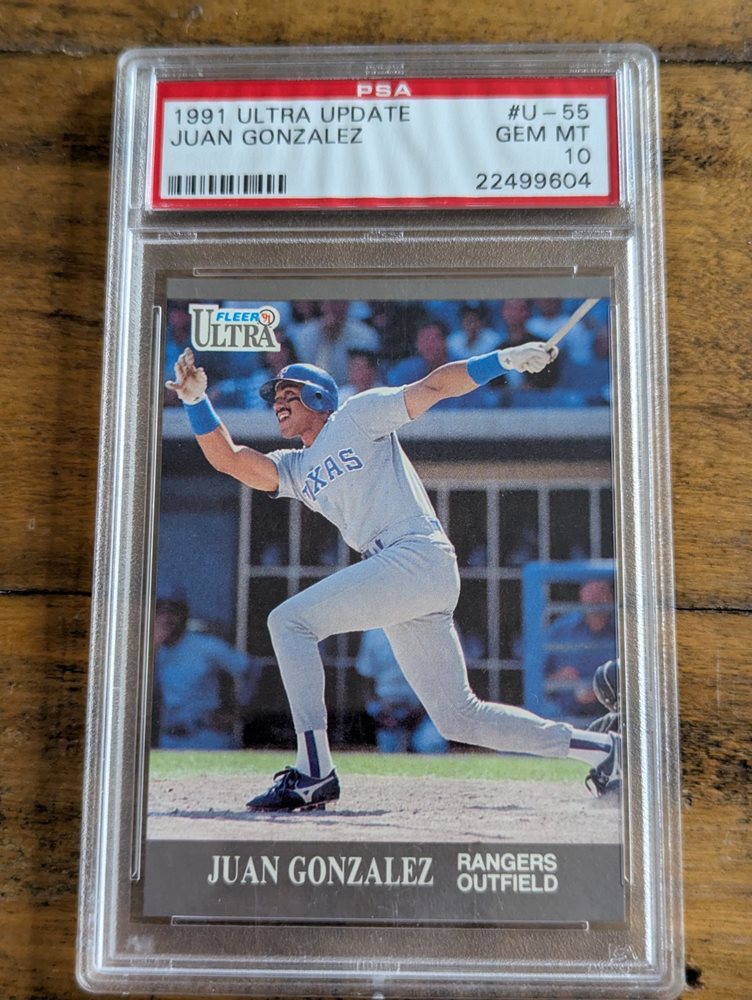 PSA
1991 ULTRA UPDATE #U-55
JUAN GONZALEZ GEM MT
10
22499604
FLEER 91
ULTRA
TEXAS
JUAN GONZALEZ RANGERS
OUTFIELD